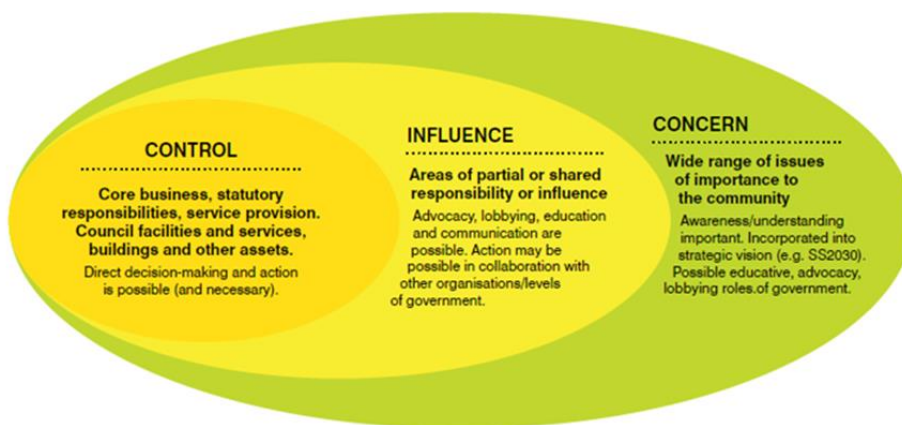 CONTROL
Core business, statutory
responsibilities, service provision.
Council facilities and services,
buildings and other assets.
Direct decision-making and action
is possible (and necessary).
INFLUENCE
Areas of partial or shared
responsibility or influence
Advocacy, lobbying, education
and communication are
possible. Action may be
possible in collaboration with
other organisations/levels
of government.
CONCERN
Wide range of issues
of importance to
the community
Awareness/understanding
important. Incorporated into
strategic vision (e.g. SS2030).
Possible educative, advocacy,
lobbying roles.of government.